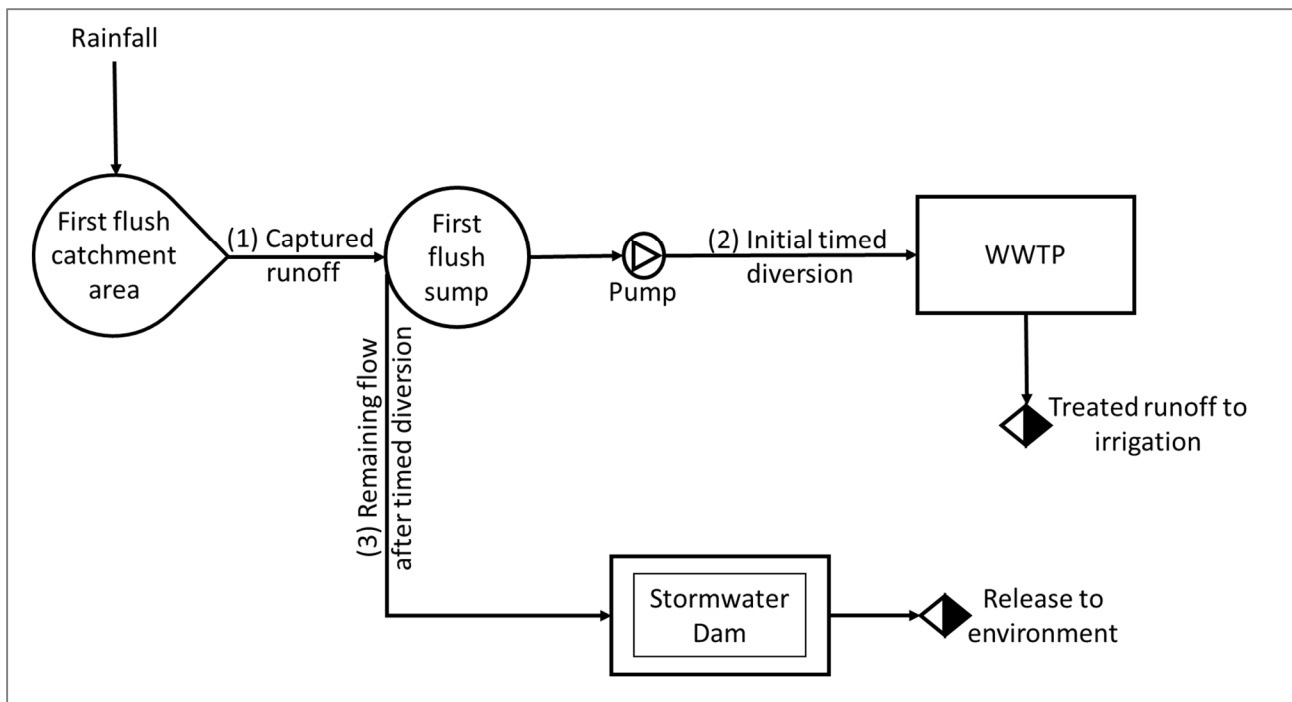 Rainfall
First flush
catchment
area
(1) Captured
runoff
First
flush
sump
Pump
(2) Initial timed
diversion
WWTP
Treated runoff to
irrigation
(3) Remaining flow
after timed diversion
Stormwater
Dam
Release to
environment